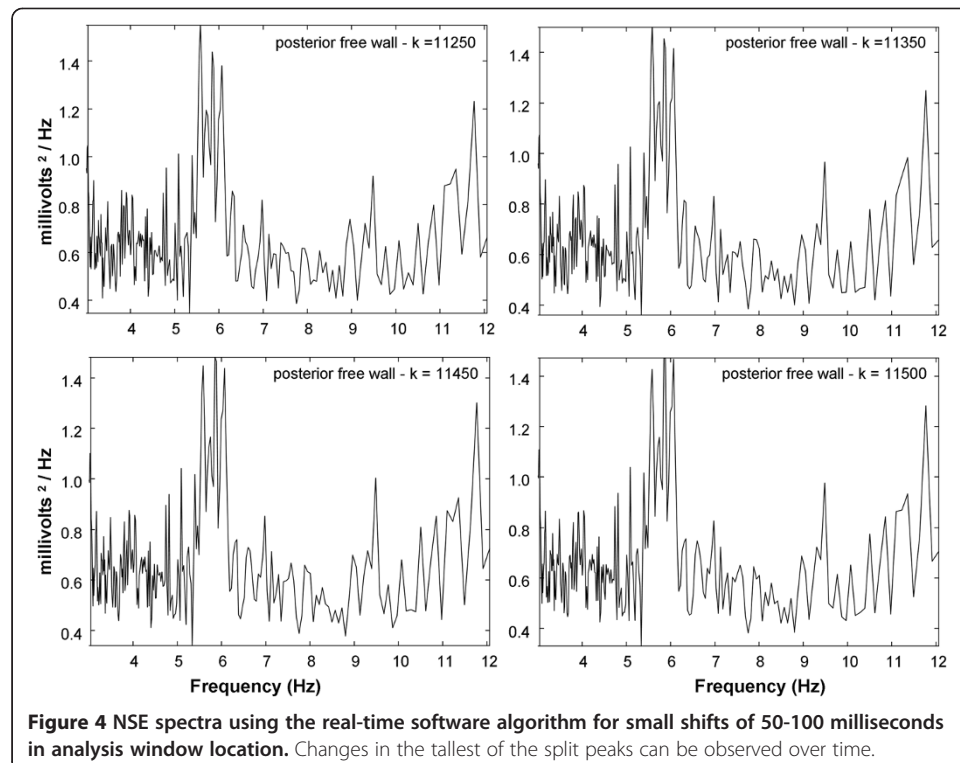 posterior free wall - k =11250
millivolts ² / Hz
1.4
1.2
1.0
0.8
0.6
0.4
4 5 6 7 8 9 10 11 12
posterior free wall - k =11350
1.4
1.2
1.0
0.8
0.6
0.4
4 5 6 7 8 9 10 11 12
posterior free wall - k = 11450
millivolts ² / Hz
1.4
1.2
1.0
0.8
0.6
0.4
4 5 6 7 8 9 10 11 12
Frequency (Hz)
posterior free wall - k = 11500
1.4
1.2
1.0
0.8
0.6
0.4
4 5 6 7 8 9 10 11 12
Frequency (Hz)
Figure 4 NSE spectra using the real-time software algorithm for small shifts of 50-100 milliseconds
in analysis window location. Changes in the tallest of the split peaks can be observed over time.